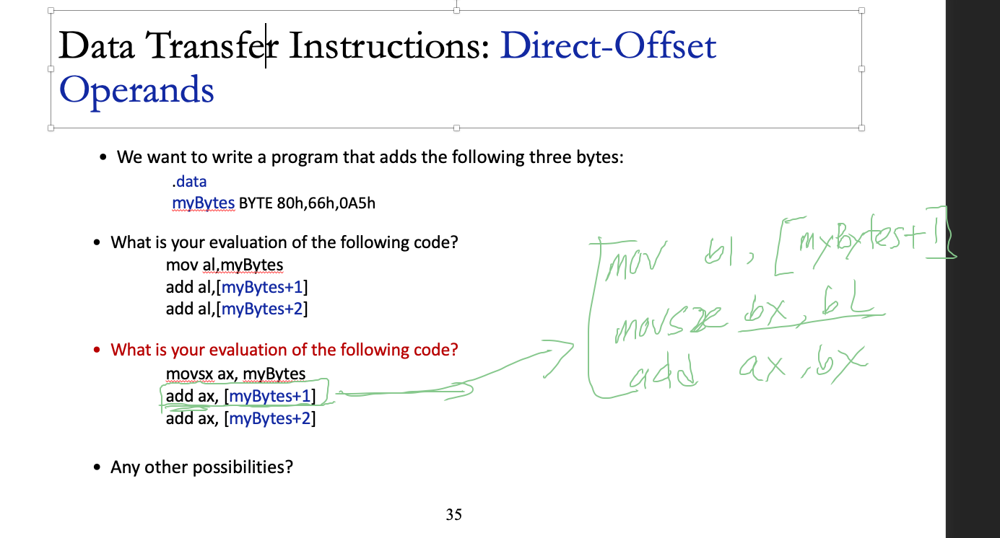 Data Transfer Instructions: Direct-Offset
Operands
• We want to write a program that adds the following three bytes:
.data
myBytes BYTE 80h,66h,0A5h
• What is your evaluation of the following code?
mov al,myBytes
add al,[myBytes+1]
add al,[myBytes+2]
• What is your evaluation of the following code?
movsx ax, myBytes
add ax, [myBytes+1]
add ax, [myBytes+2]
• Any other possibilities?
mov bl, [myBytes+1]
movsx bx, bL
add ax, bx
35